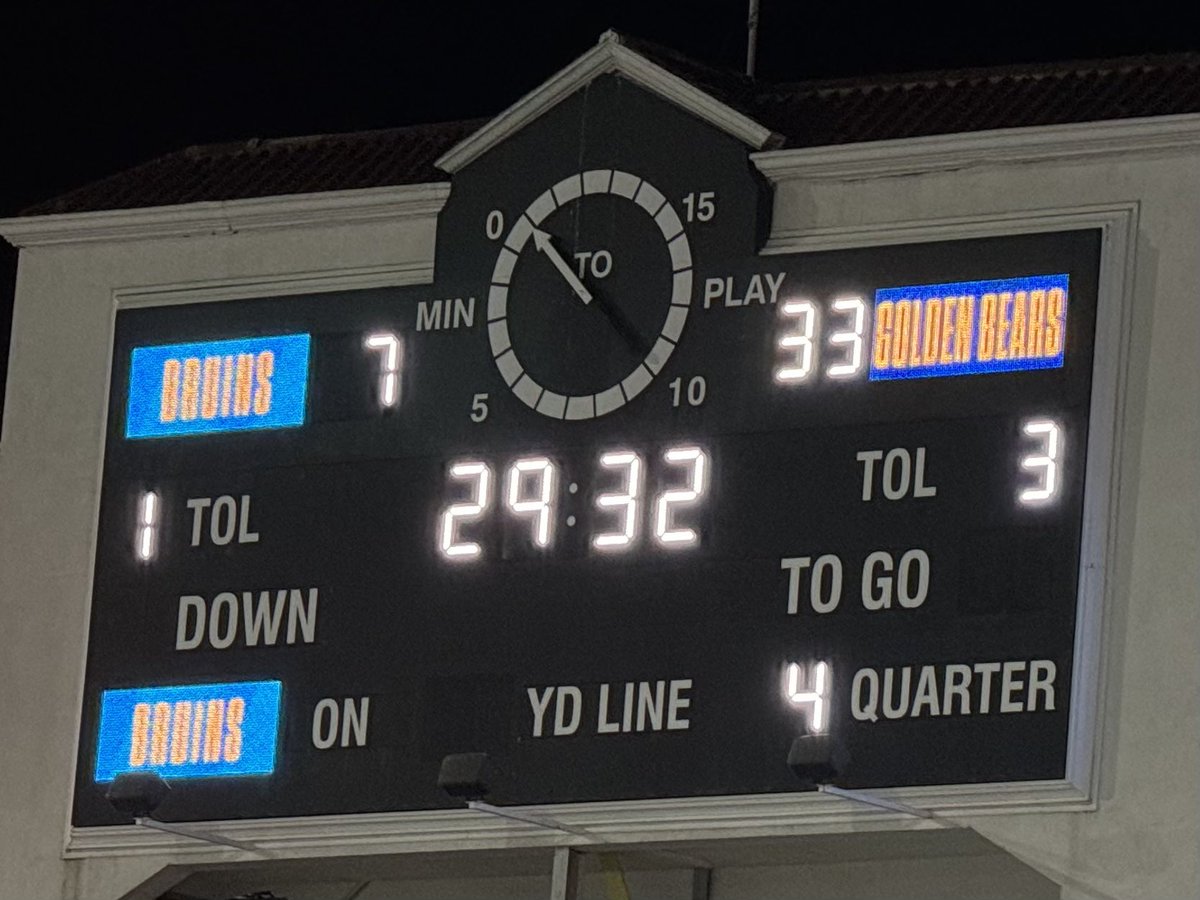 0 15
TO
MIN PLAY
5 10
BRUINS 7 33 GOLDEN BEARS
1 TOL 29:32 TOL 3
DOWN TO GO
BRUINS ON YD LINE 4 QUARTER